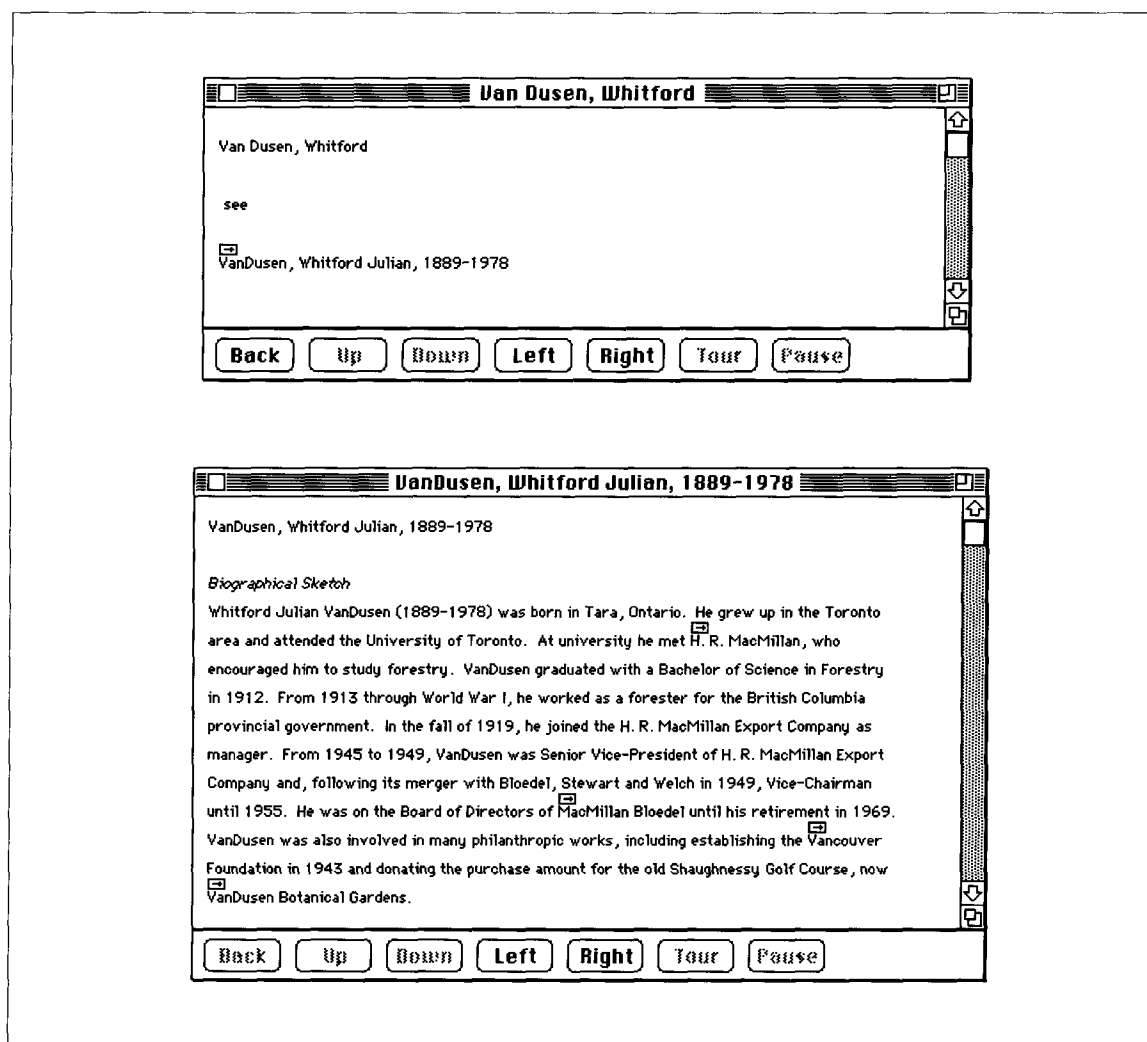 Van Dusen, Whitford
Van Dusen, Whitford
see
VanDusen, Whitford Julian, 1889-1978
Back Up Down Left Right Tour Pause
VanDusen, Whitford Julian, 1889-1978
VanDusen, Whitford Julian, 1889-1978
Biographical Sketch
Whitford Julian VanDusen (1889-1978) was born in Tara, Ontario. He grew up in the Toronto
area and attended the University of Toronto. At university he met H. R. MacMillan, who
encouraged him to study forestry. VanDusen graduated with a Bachelor of Science in Forestry
in 1912. From 1913 through World War I, he worked as a forester for the British Columbia
provincial government. In the fall of 1919, he joined the H. R. MacMillan Export Company as
manager. From 1945 to 1949, VanDusen was Senior Vice-President of H. R. MacMillan Export
Company and, following its merger with Bloedel, Stewart and Welch in 1949, Vice-Chairman
until 1955. He was on the Board of Directors of MacMillan Bloedel until his retirement in 1969.
VanDusen was also involved in many philanthropic works, including establishing the Vancouver
Foundation in 1943 and donating the purchase amount for the old Shaughnessy Golf Course, now
VanDusen Botanical Gardens.
Back Up Down Left Right Tour Pause